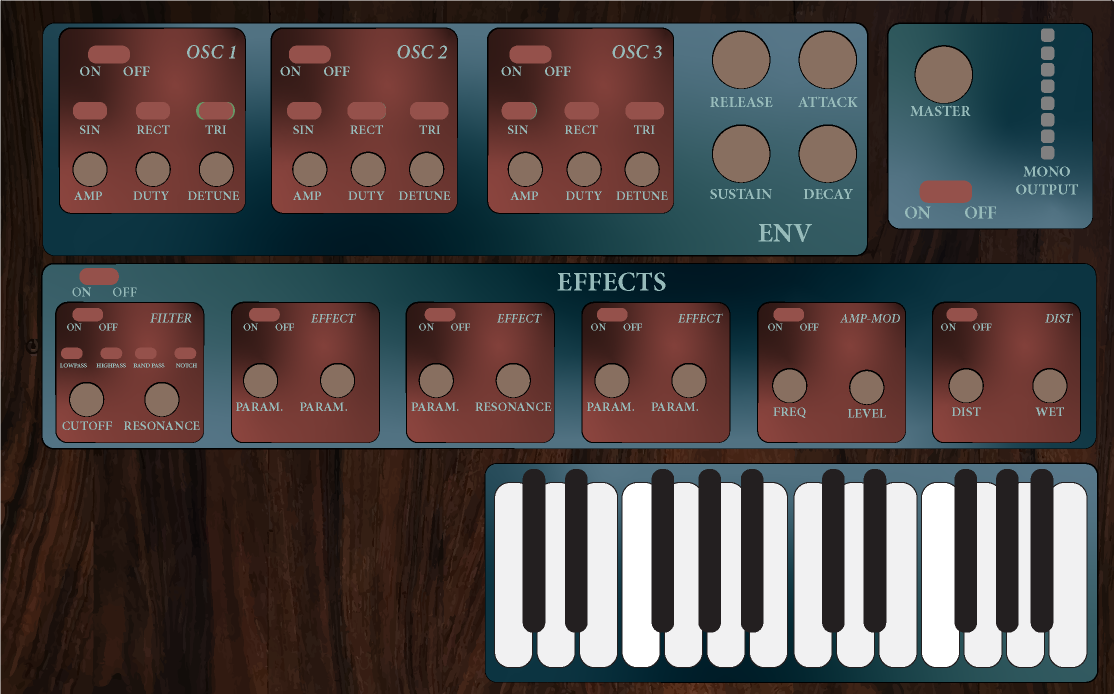 OSC 1
ON OFF
SIN RECT TRI
AMP DUTY DETUNE
OSC 2
ON OFF
SIN RECT TRI
AMP DUTY DETUNE
OSC 3
ON OFF
SIN RECT TRI
AMP DUTY DETUNE
RELEASE ATTACK
SUSTAIN DECAY
ENV
MASTER
MONO
OUTPUT
ON OFF
EFFECTS
ON OFF
FILTER
ON OFF
LOWPASS HIGHPASS BAND PASS NOTCH
CUTOFF RESONANCE
EFFECT
ON OFF
PARAM. PARAM.
EFFECT
ON OFF
PARAM. RESONANCE
EFFECT
ON OFF
PARAM. PARAM.
AMP-MOD
ON OFF
FREQ LEVEL
DIST
ON OFF
DIST WET